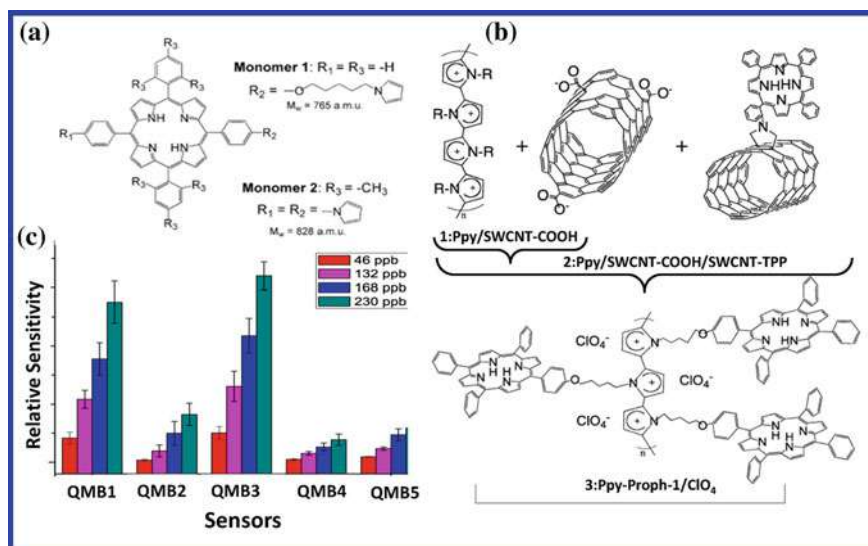 (a)
(b)
R3
R3
R3
Monomer 1: R1 = R3= -H
R2 = —O N
Mw = 765 a.m.u.
R1
NH
N
N
HN
R2
R3
R3
R3
Monomer 2: R3= -CH3
R1 = R2= —N
Mw = 828 a.m.u.
N-R
R-N
N-R
R-N
n
+
+
+
+
+
+
O
O-
-O
O
O
O-
NH
N
N
HN
N
1:Ppy/SWCNT-COOH
2:Ppy/SWCNT-COOH/SWCNT-TPP
(c)
Relative Sensitivity
46 ppb
132 ppb
168 ppb
230 ppb
QMB1
QMB2
QMB3
QMB4
QMB5
Sensors
ClO4-
ClO4-
ClO4-
N
N
N
+
+
+
n
O
O
O
NH
N
N
HN
N
N
H
H
N
N
NH
N
N
H
H
N
3:Ppy-Proph-1/ClO4